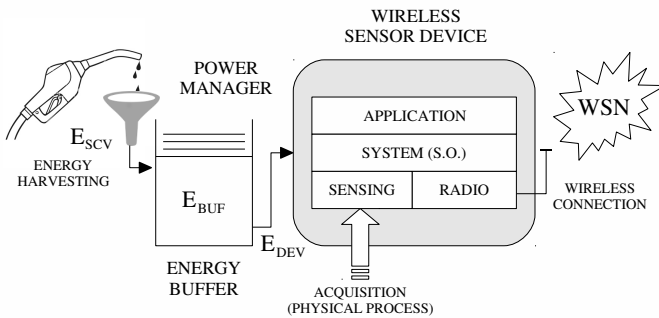 WIRELESS
SENSOR DEVICE
POWER
MANAGER
E_SCV
ENERGY
HARVESTING
E_BUF
E_DEV
ENERGY
BUFFER
APPLICATION
SYSTEM (S.O.)
SENSING
RADIO
ACQUISITION
(PHYSICAL PROCESS)
WSN
WIRELESS
CONNECTION